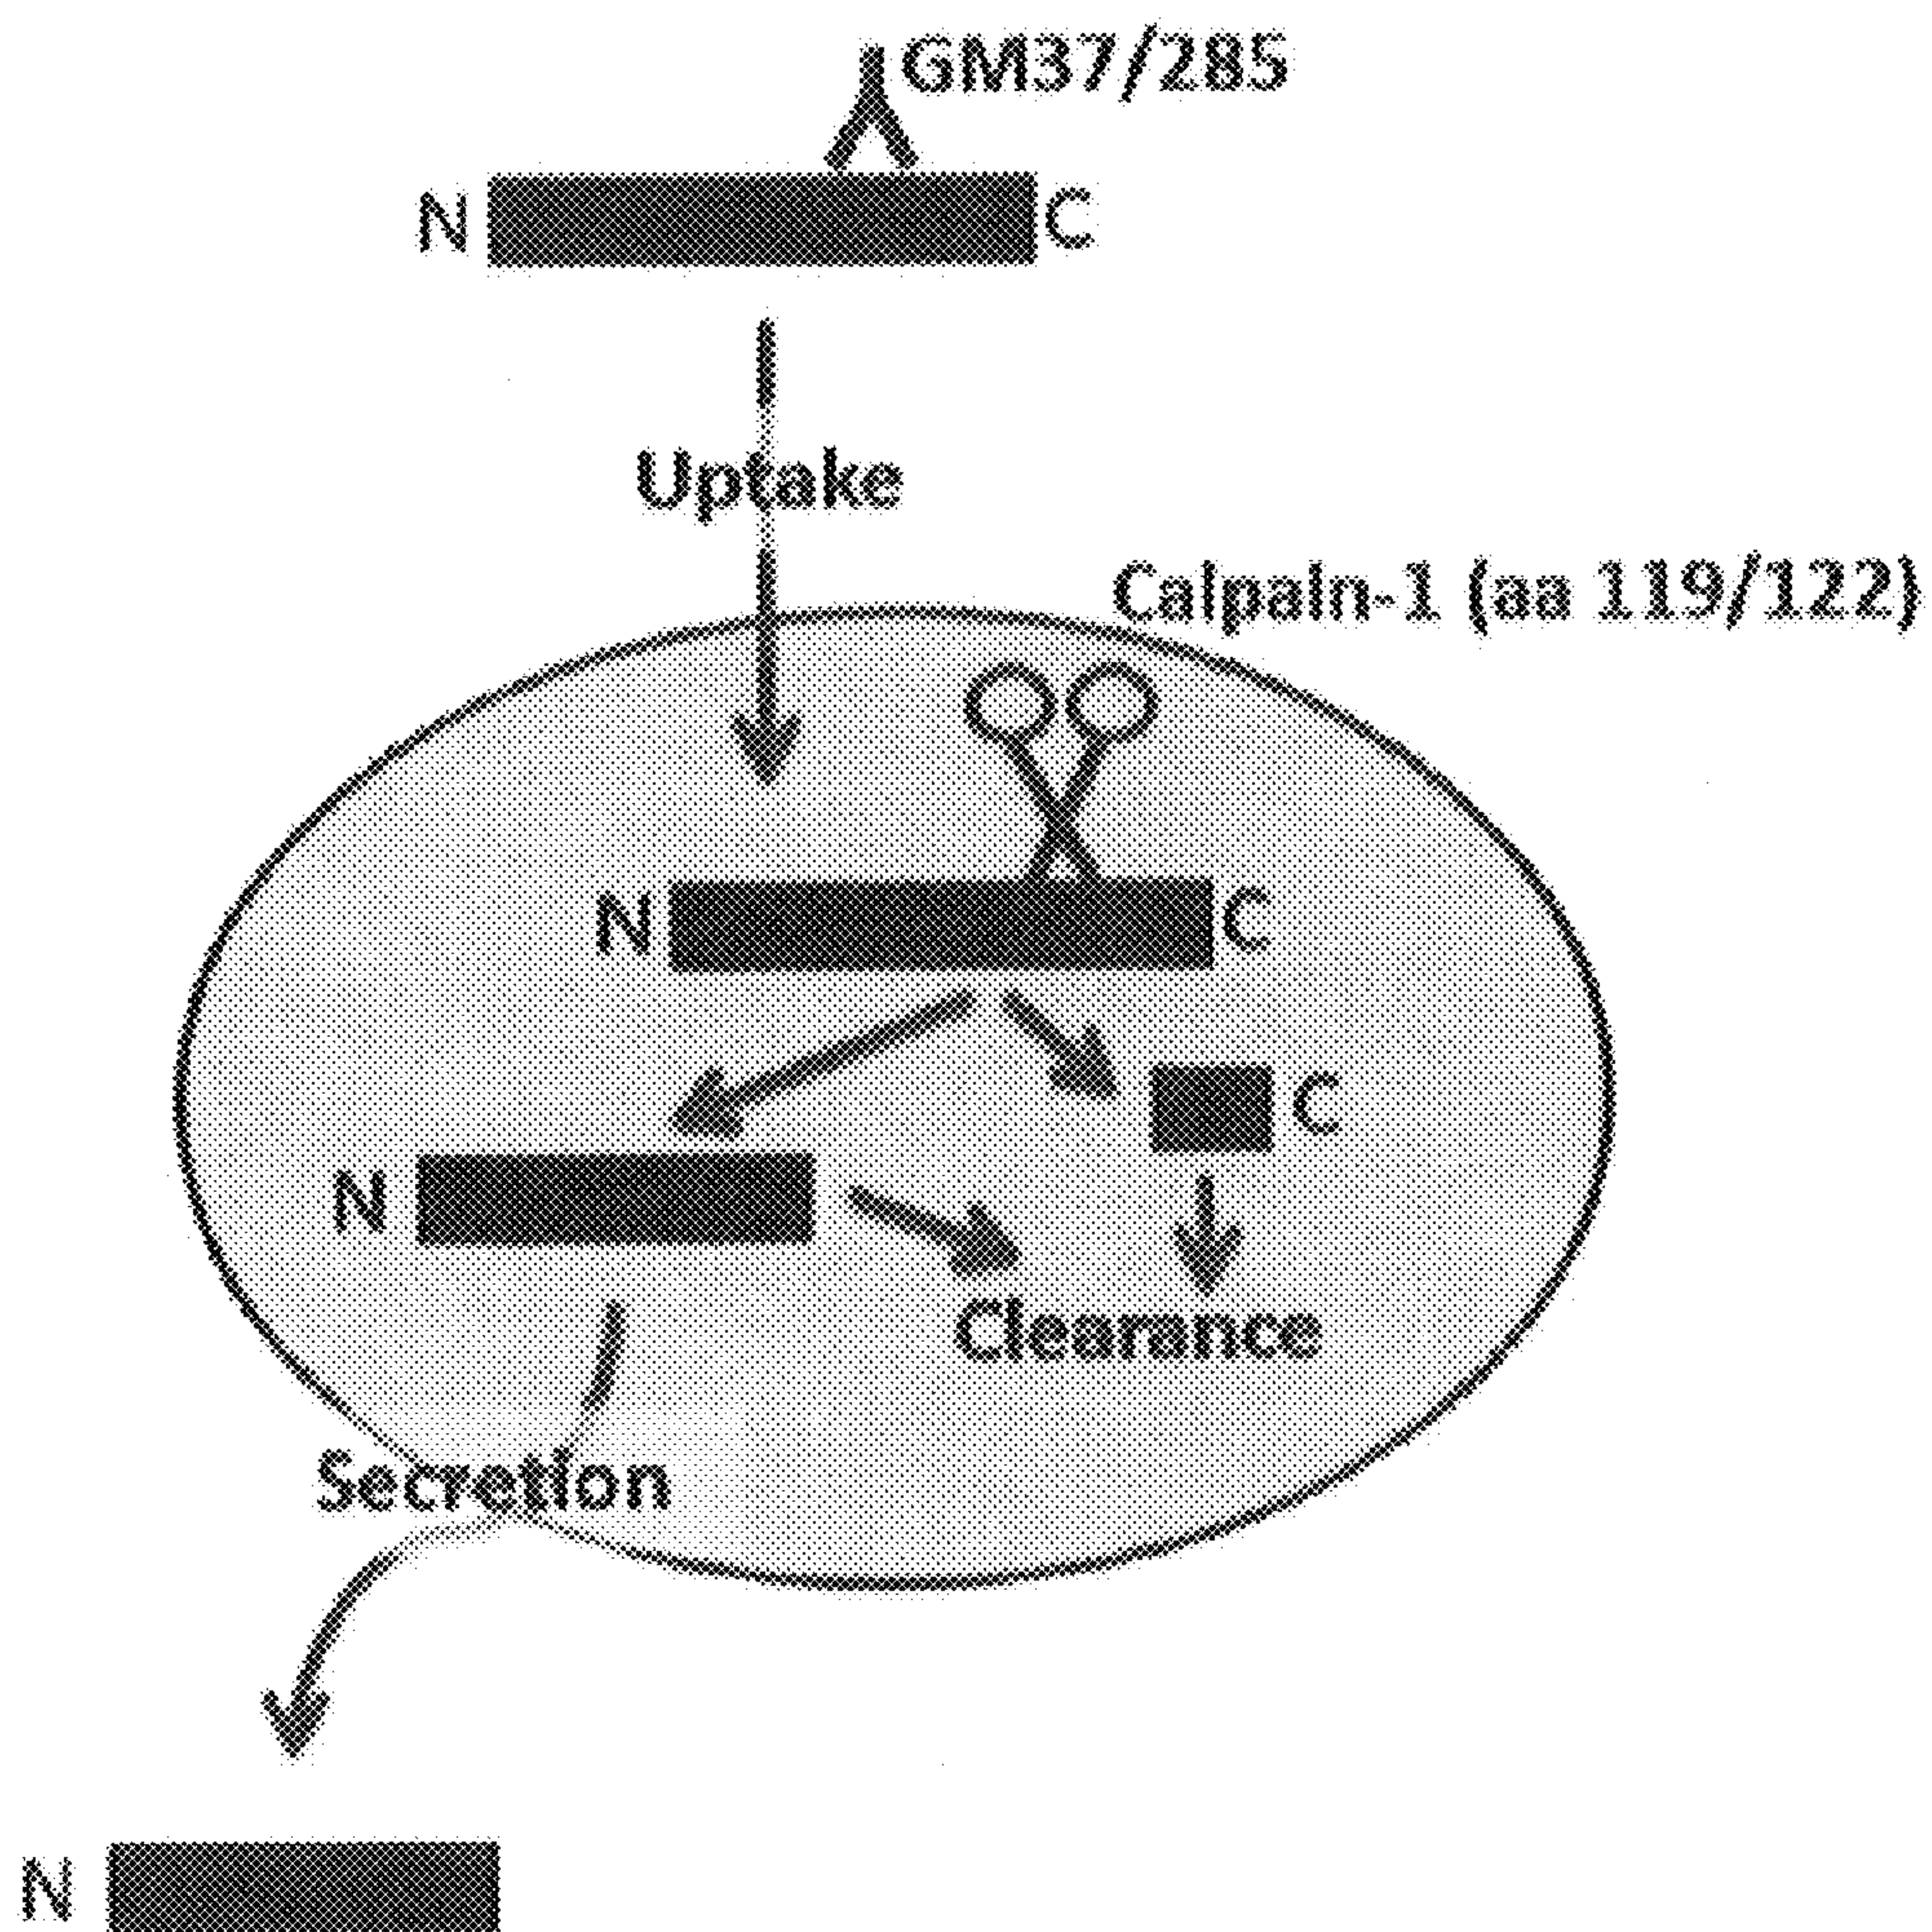 GM37/285
N C
Uptake
Calpain-1 (aa 119/122)
N C
C
N
Clearance
Secretion
N